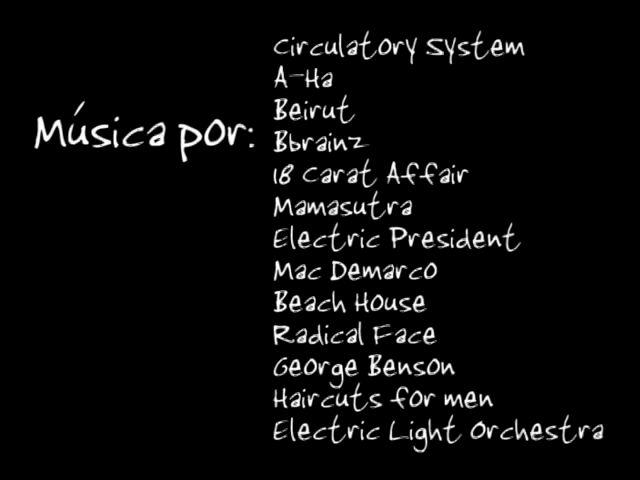 Música por:
Circulatory System
A-Ha
Beirut
Bbrainz
18 Carat Affair
Mamasutra
Electric President
Mac Demarco
Beach House
Radical Face
George Benson
Haircuts for men
Electric Light Orchestra